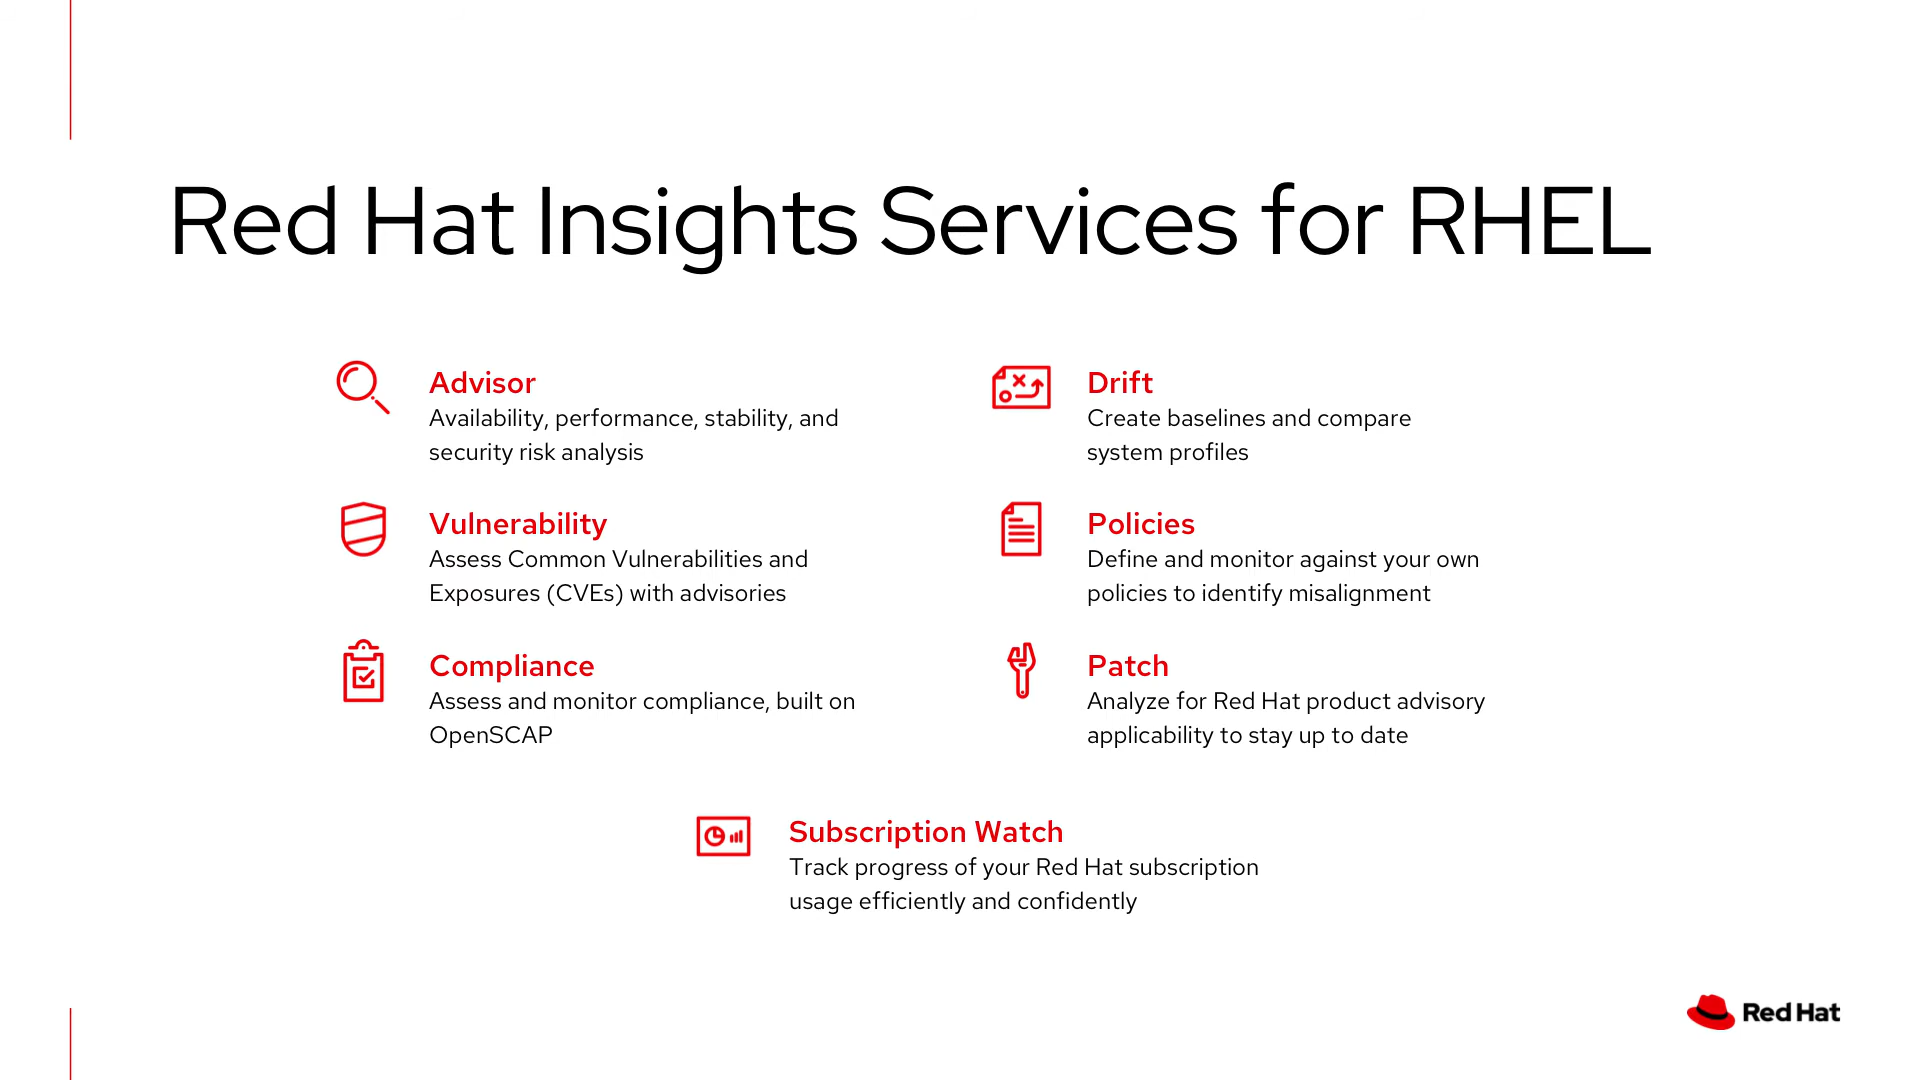 Red Hat Insights Services for RHEL
Advisor
Availability, performance, stability, and
security risk analysis
Vulnerability
Assess Common Vulnerabilities and
Exposures (CVEs) with advisories
Compliance
Assess and monitor compliance, built on
OpenSCAP
Drift
Create baselines and compare
system profiles
Policies
Define and monitor against your own
policies to identify misalignment
Patch
Analyze for Red Hat product advisory
applicability to stay up to date
Subscription Watch
Track progress of your Red Hat subscription
usage efficiently and confidently
Red Hat